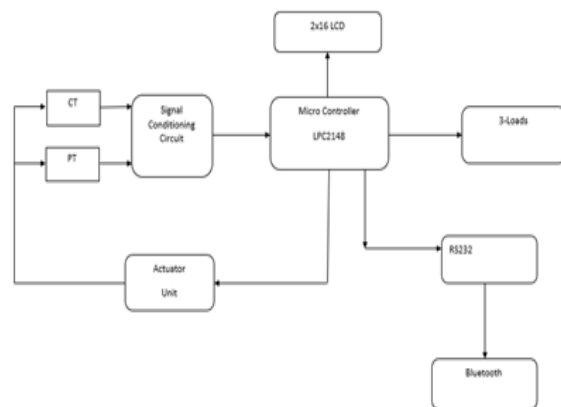 2x16 LCD
CT
Signal
Conditioning
Circuit
Micro Controller
LPC2148
3-Loads
PT
RS232
Actuator
Unit
Bluetooth